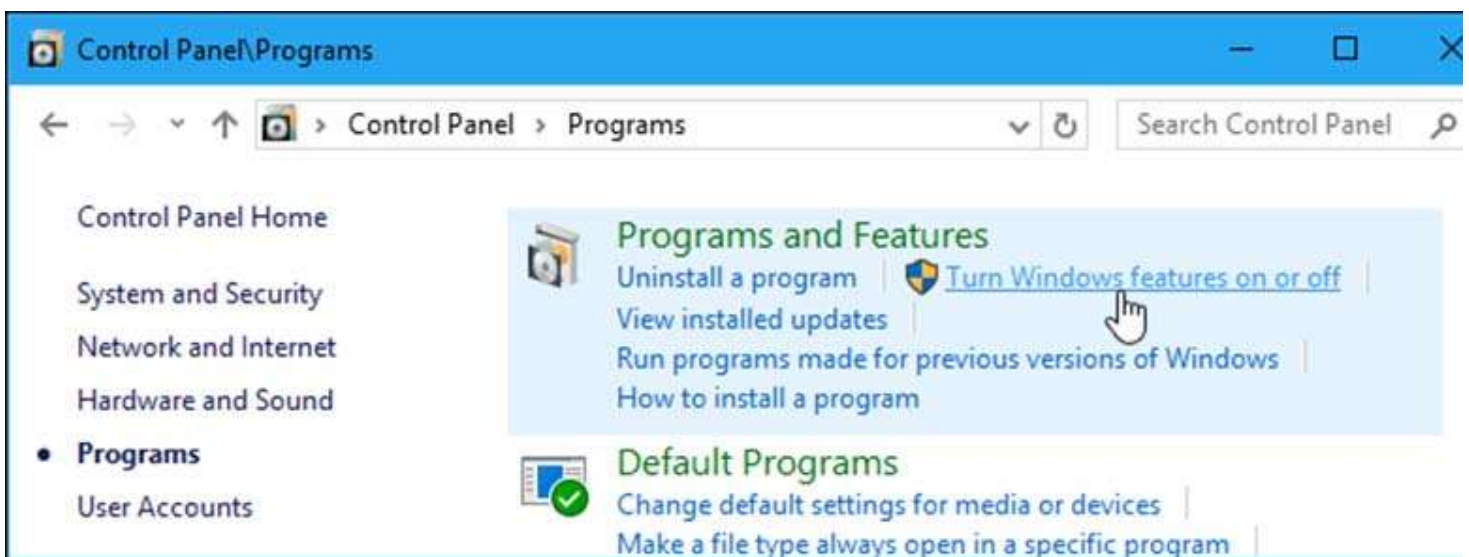 Control Panel\Programs
Control Panel > Programs
Search Control Panel
Control Panel Home
System and Security
Network and Internet
Hardware and Sound
Programs
User Accounts
Programs and Features
Uninstall a program
Turn Windows features on or off
View installed updates
Run programs made for previous versions of Windows
How to install a program
Default Programs
Change default settings for media or devices
Make a file type always open in a specific program